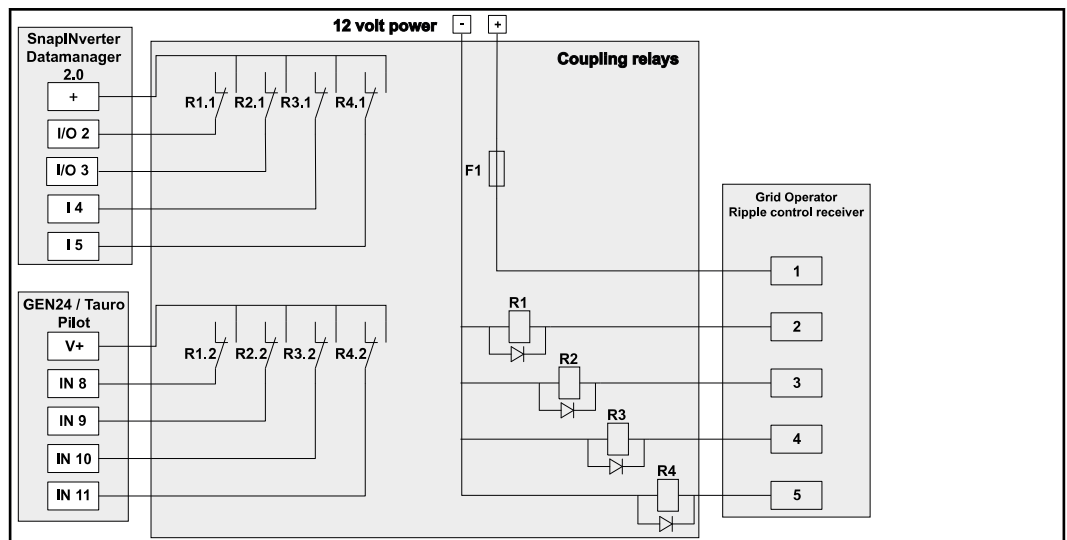 12 volt power
-
+
SnapINverter
Datamanager
2.0
+
I/O 2
I/O 3
I 4
I 5
R1.1
R2.1
R3.1
R4.1
Coupling relays
F1
Grid Operator
Ripple control receiver
1
2
3
4
5
GEN24 / Tauro
Pilot
V+
IN 8
IN 9
IN 10
IN 11
R1.2
R2.2
R3.2
R4.2
R1
R2
R3
R4